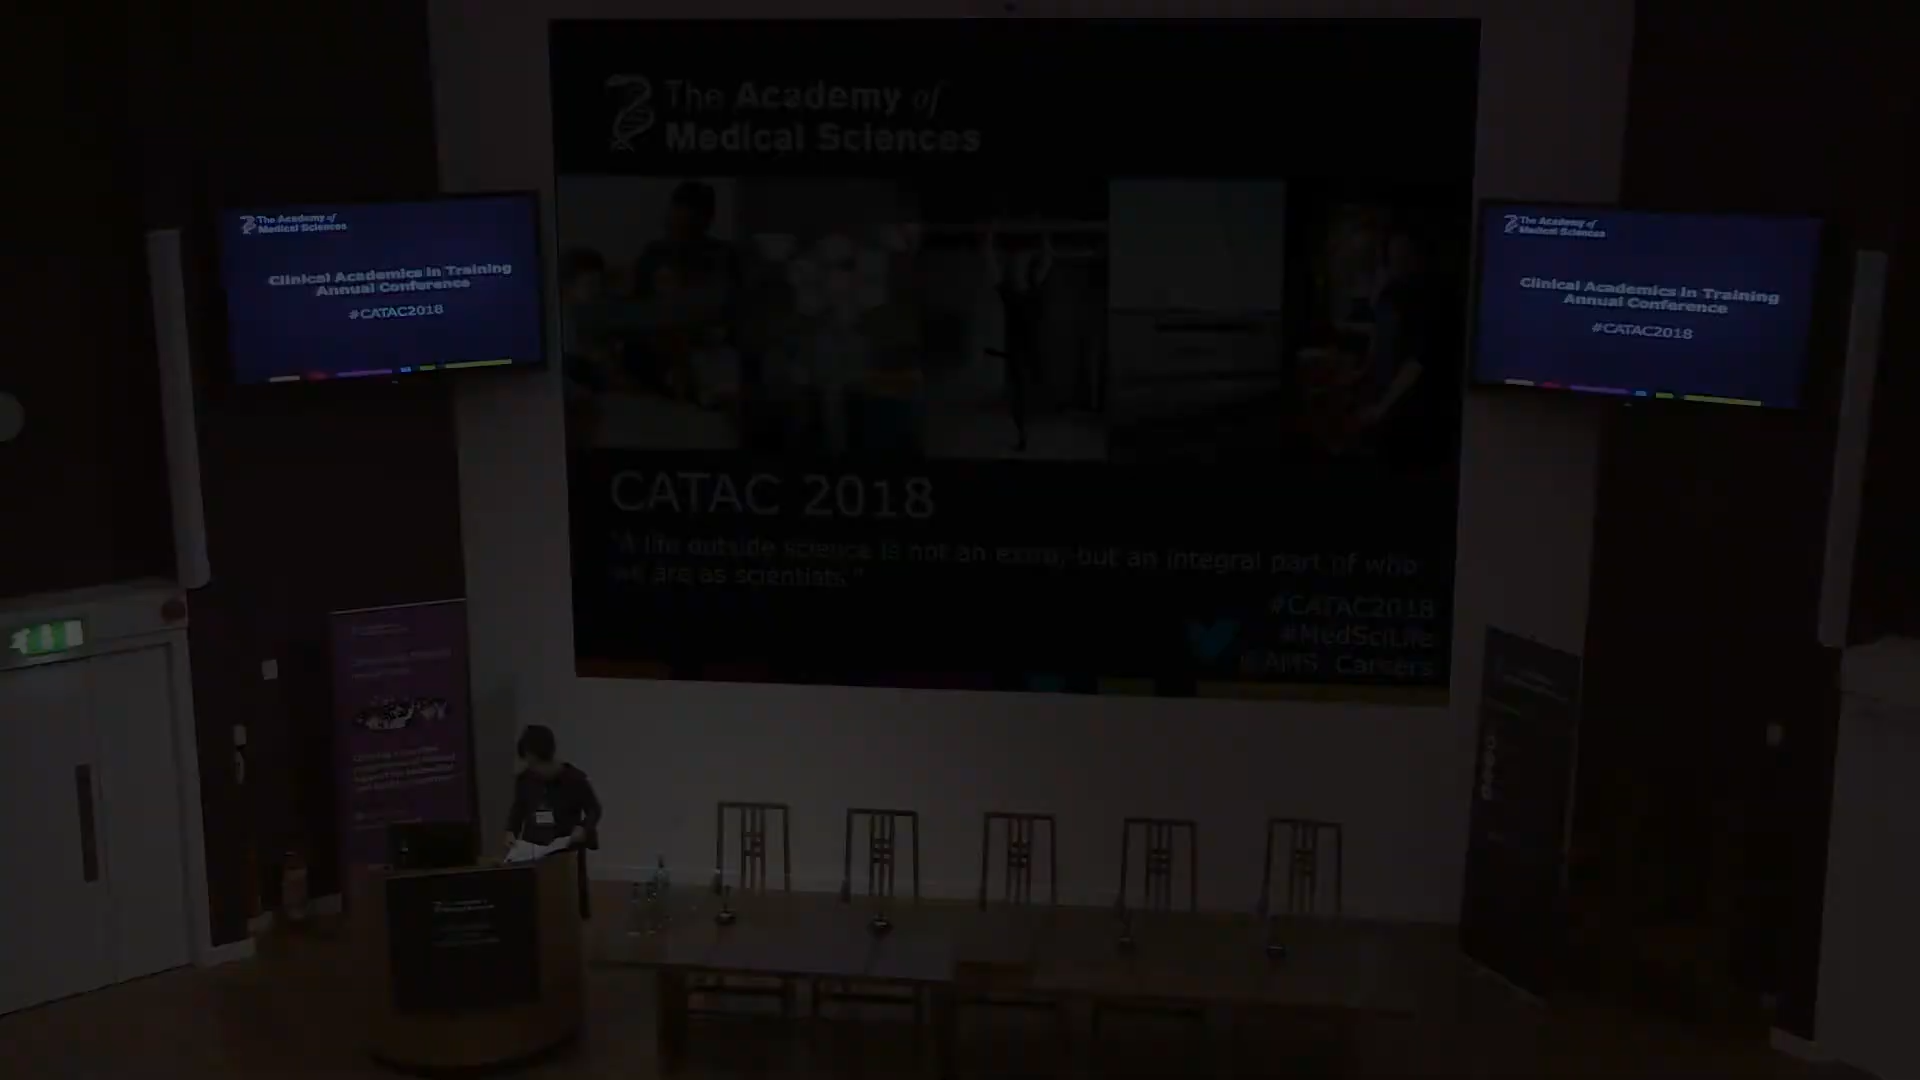 The Academy of
Medical Sciences
The Academy of
Medical Sciences
Clinical Academics in Training
Annual Conference
#CATAC2018
The Academy of
Medical Sciences
Clinical Academics in Training
Annual Conference
#CATAC2018
CATAC 2018
"A life outside science is not an extra, but an integral part of who
we are as scientists."
#CATAC2018
#MedSciLife
@AMS_Careers